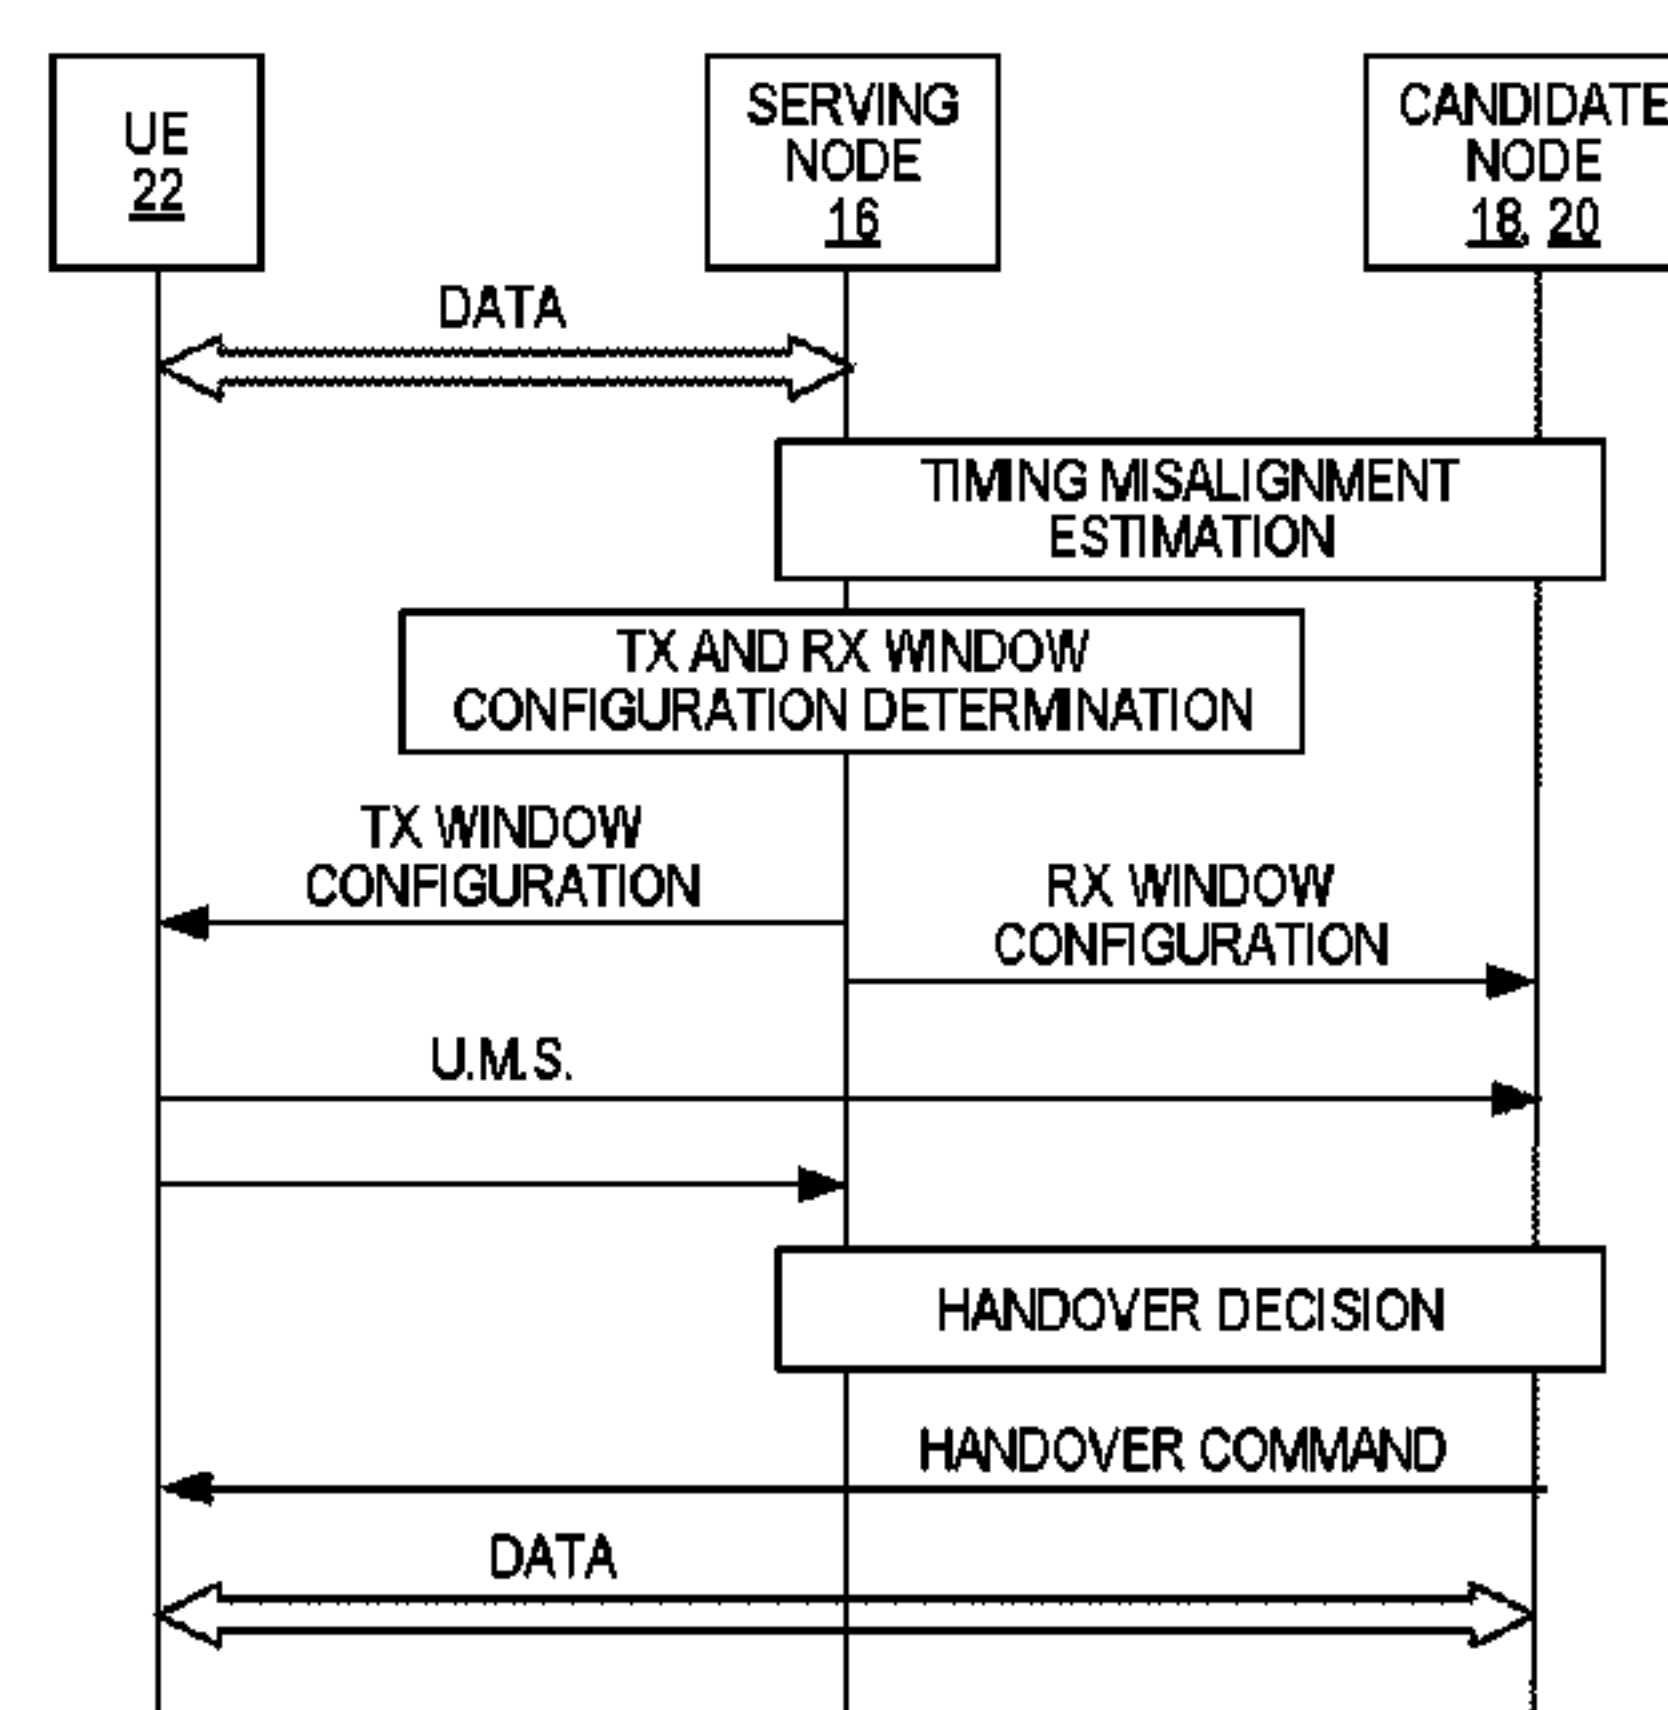 UE
22
SERVING
NODE
16
CANDIDATE
NODE
18, 20
DATA
TIMING MISALIGNMENT
ESTIMATION
TX AND RX WINDOW
CONFIGURATION DETERMINATION
TX WINDOW
CONFIGURATION
RX WINDOW
CONFIGURATION
U.M.S.
HANDOVER DECISION
HANDOVER COMMAND
DATA